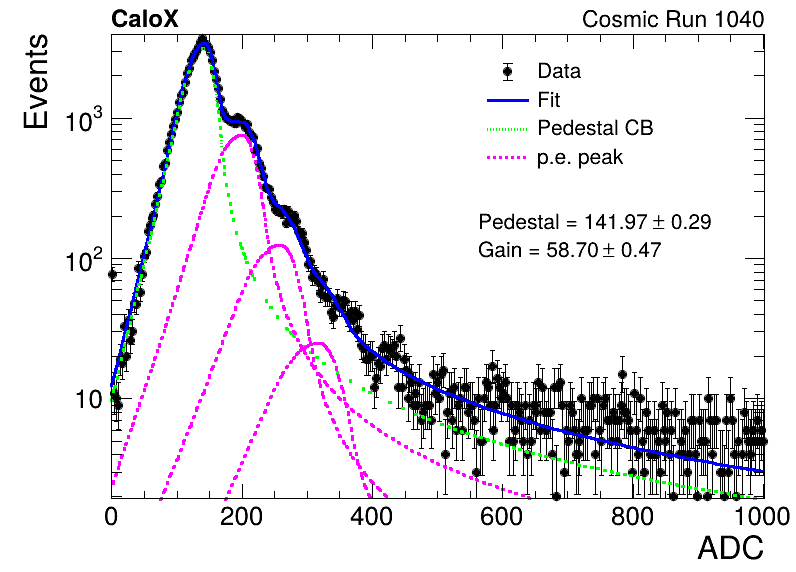 CaloX Cosmic Run 1040
Events
Data
Fit
Pedestal CB
p.e. peak
Pedestal = 141.97 ± 0.29
Gain = 58.70 ± 0.47
10³
10²
10
0 200 400 600 800 1000
ADC